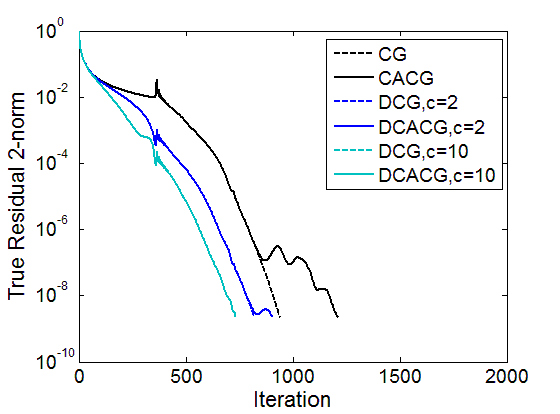 10^0
10^-2
10^-4
10^-6
10^-8
10^-10
True Residual 2-norm
CG
CACG
DCG,c=2
DCACG,c=2
DCG,c=10
DCACG,c=10
0 500 1000 1500 2000
Iteration